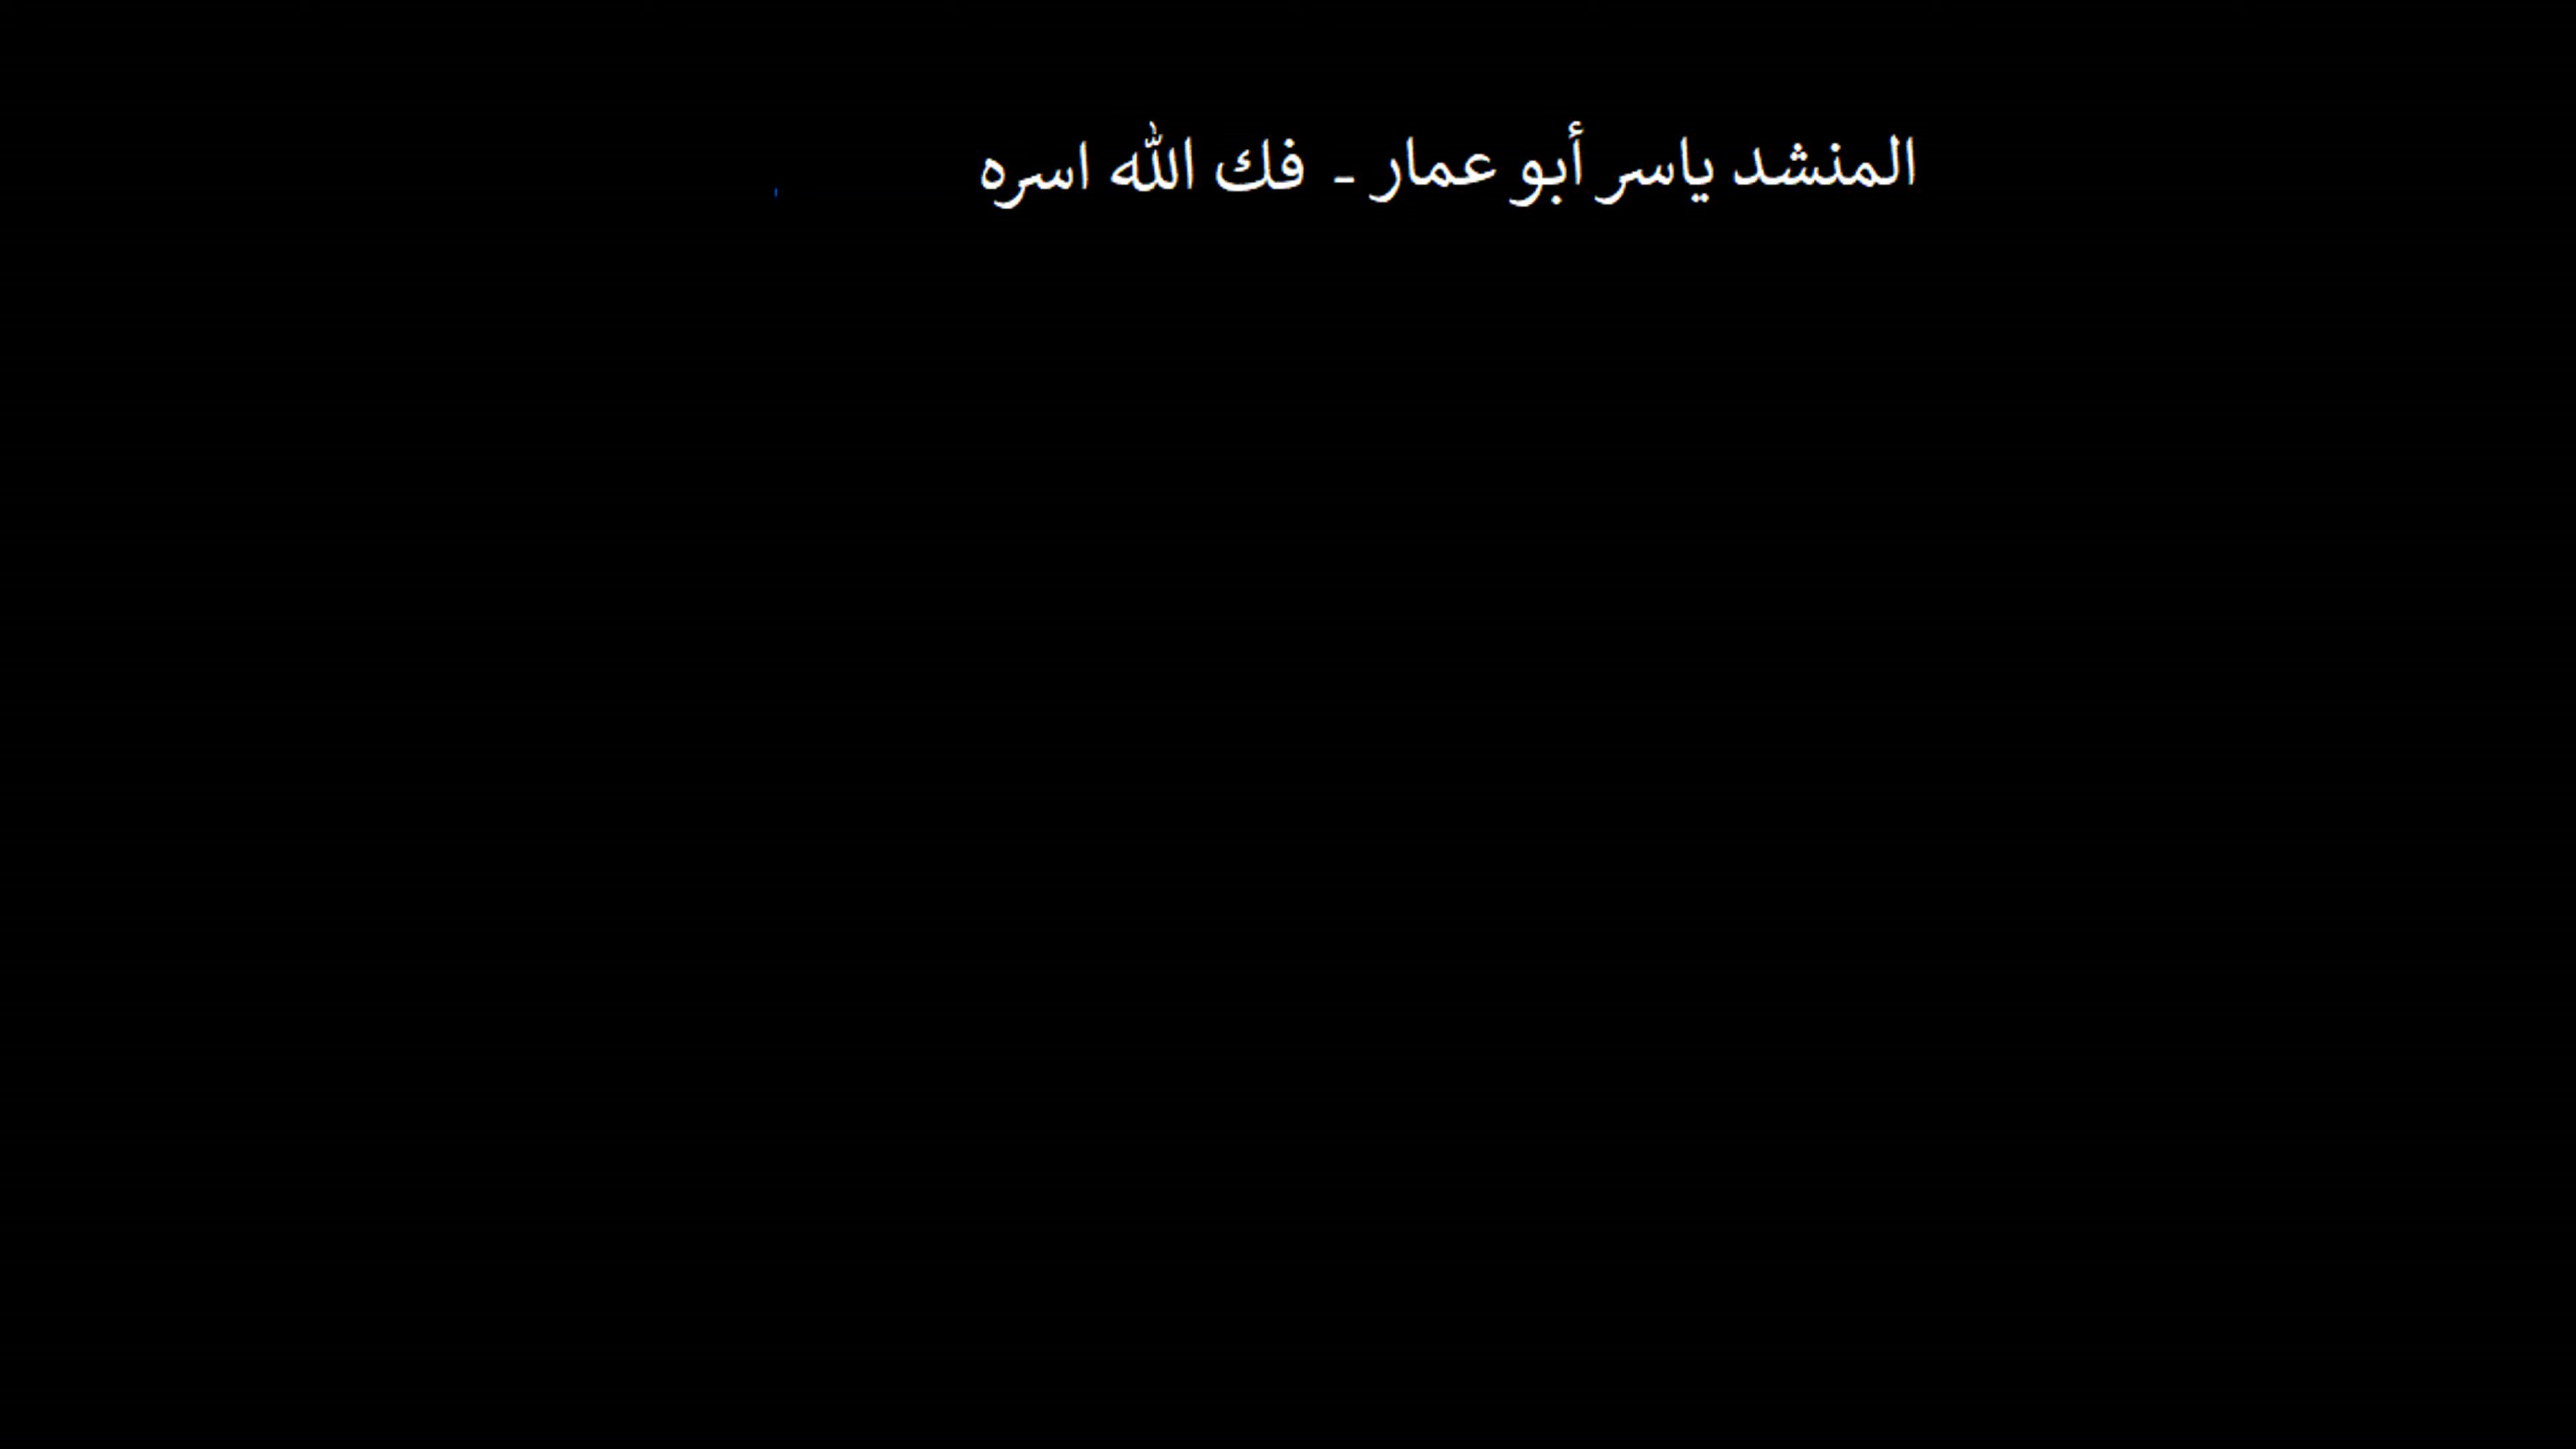 المنشد ياسر أبو عمار - فك الله اسره